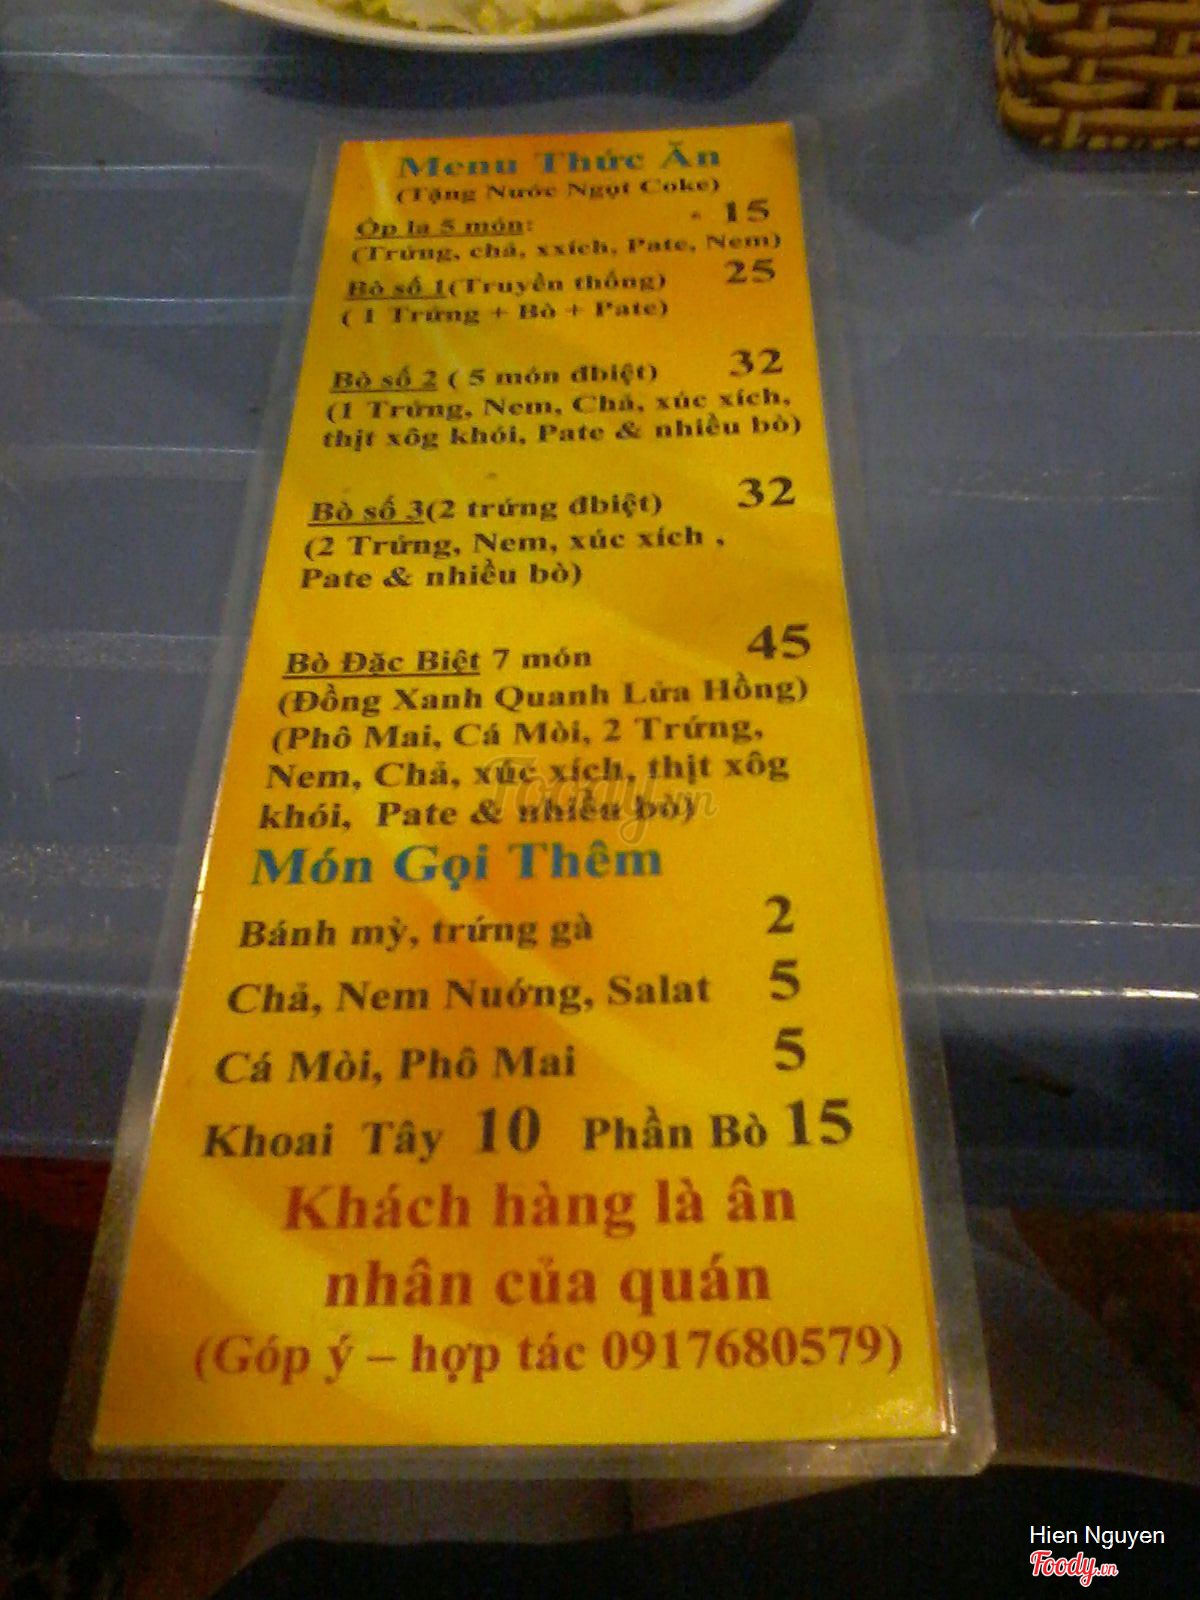 Menu Thức Ăn
(Tặng Nước Ngọt Coke)
Ốp la 5 món: 15
(Trứng, chả, xxích, Pate, Nem)
Bò số 1(Truyền thống) 25
( 1 Trứng + Bò + Pate)
Bò số 2 ( 5 món đbiệt) 32
(1 Trứng, Nem, Chả, xúc xích,
thịt xôg khói, Pate & nhiều bò)
Bò số 3(2 trứng đbiệt) 32
(2 Trứng, Nem, xúc xích ,
Pate & nhiều bò)
Bò Đặc Biệt 7 món 45
(Đồng Xanh Quanh Lửa Hồng)
(Phô Mai, Cá Mòi, 2 Trứng,
Nem, Chả, xúc xích, thịt xôg
khói, Pate & nhiều bò)
Foody.vn
Món Gọi Thêm
Bánh mỳ, trứng gà 2
Chả, Nem Nướng, Salat 5
Cá Mòi, Phô Mai 5
Khoai Tây 10 Phần Bò 15
Khách hàng là ân
nhân của quán
(Góp ý – hợp tác 0917680579)
Hien Nguyen
Foody.vn